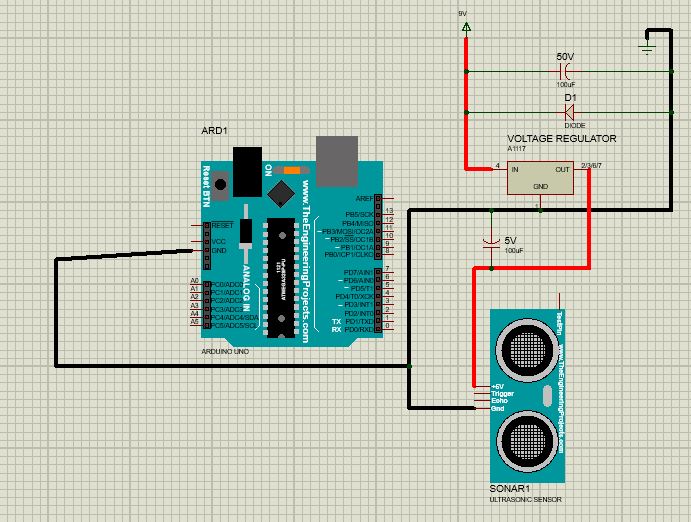 9V
50V
100uF
D1
DIODE
VOLTAGE REGULATOR
A1117
4
IN
OUT
2/3/6/7
GND
1
5V
100uF
ARD1
Reset BTN
ON
www.TheEngineeringProjects.com
ANALOG IN
RESET
VCC
GND
A0
A1
A2
A3
A4
A5
PC0/ADC0
PC1/ADC1
PC2/ADC2
PC3/ADC3
PC4/ADC4/SDA
PC5/ADC5/SCL
AREF
13
12
11
10
9
8
PB5/SCK
PB4/MISO
~PB3/MOSI/OC2A
~PB2/SS/OC1B
~PB1/OC1A
PB0/ICP1/CLKO
7
6
5
4
3
2
1
0
PD7/AIN1
~PD6/AIN0
~PD5/T1
PD4/T0/XCK
~PD3/INT1
PD2/INT0
TX PD1/TXD
RX PD0/RXD
ARDUINO UNO
www.TheEngineeringProjects.com
+5V
Trigger
Echo
Gnd
SONAR1
ULTRASONIC SENSOR